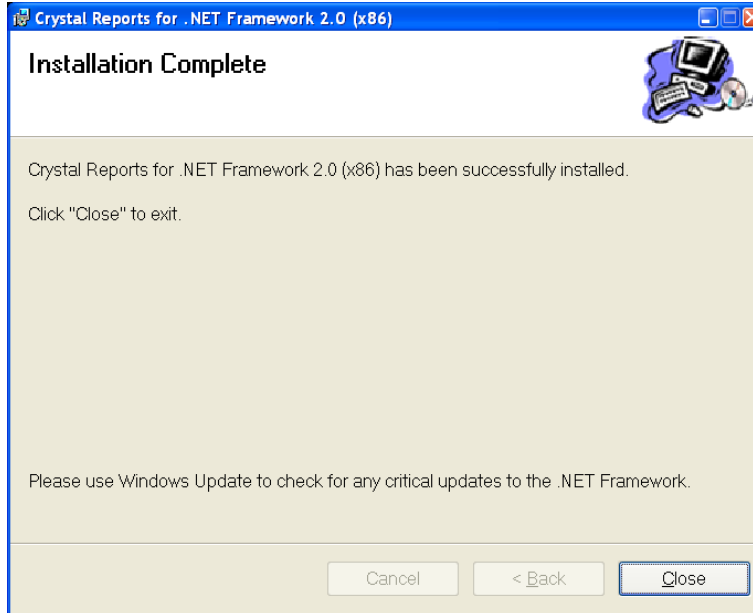 Crystal Reports for .NET Framework 2.0 (x86)
Installation Complete
Crystal Reports for .NET Framework 2.0 (x86) has been successfully installed.
Click "Close" to exit.
Please use Windows Update to check for any critical updates to the .NET Framework.
Cancel < Back Close